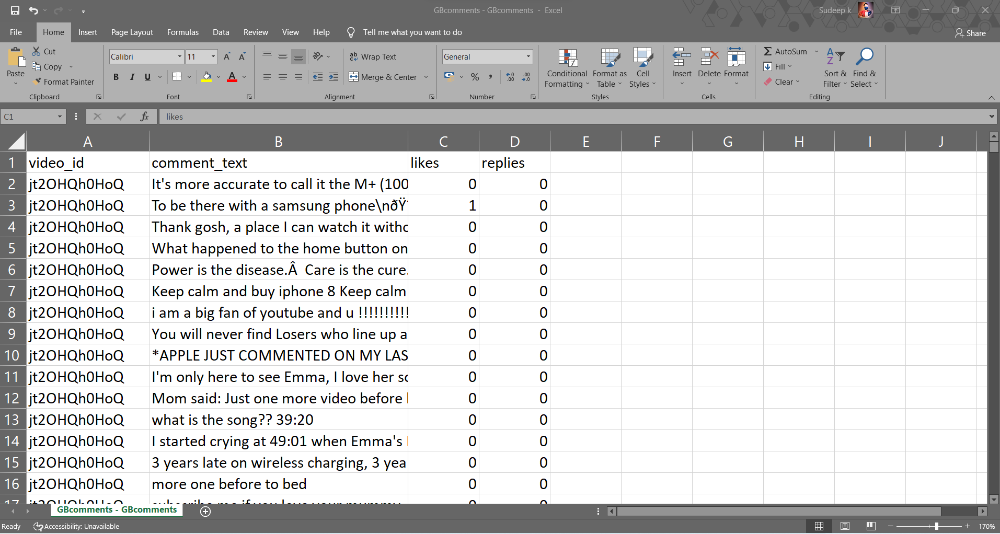 GBcomments - GBcomments - Excel
Sudeep k
File Home Insert Page Layout Formulas Data Review View Help Tell me what you want to do Share
Paste Cut Copy Format Painter Clipboard
Calibri 11 A A B I U A Font
ab Wrap Text Merge & Center Alignment
General % , Number
Conditional Formatting Format as Table Cell Styles Styles
Insert Delete Format Cells
AutoSum Fill Clear Sort & Filter Find & Select Editing
C1 fx likes
A B C D E F G H I J
1 video_id comment_text likes replies
2 jt2OHQh0HoQ It's more accurate to call it the M+ (100 0 0
3 jt2OHQh0HoQ To be there with a samsung phone\nðŸ 1 0
4 jt2OHQh0HoQ Thank gosh, a place I can watch it witho 0 0
5 jt2OHQh0HoQ What happened to the home button on 0 0
6 jt2OHQh0HoQ Power is the disease.Â  Care is the cure. 0 0
7 jt2OHQh0HoQ Keep calm and buy iphone 8 Keep calm 0 0
8 jt2OHQh0HoQ i am a big fan of youtube and u !!!!!!!!!!! 0 0
9 jt2OHQh0HoQ You will never find Losers who line up a 0 0
10 jt2OHQh0HoQ *APPLE JUST COMMENTED ON MY LAS 0 0
11 jt2OHQh0HoQ I'm only here to see Emma, I love her so 0 0
12 jt2OHQh0HoQ Mom said: Just one more video before 0 0
13 jt2OHQh0HoQ what is the song?? 39:20 0 0
14 jt2OHQh0HoQ I started crying at 49:01 when Emma's 0 0
15 jt2OHQh0HoQ 3 years late on wireless charging, 3 yea 0 0
16 jt2OHQh0HoQ more one before to bed 0 0
GBcomments - GBcomments
Ready Accessibility: Unavailable 170%